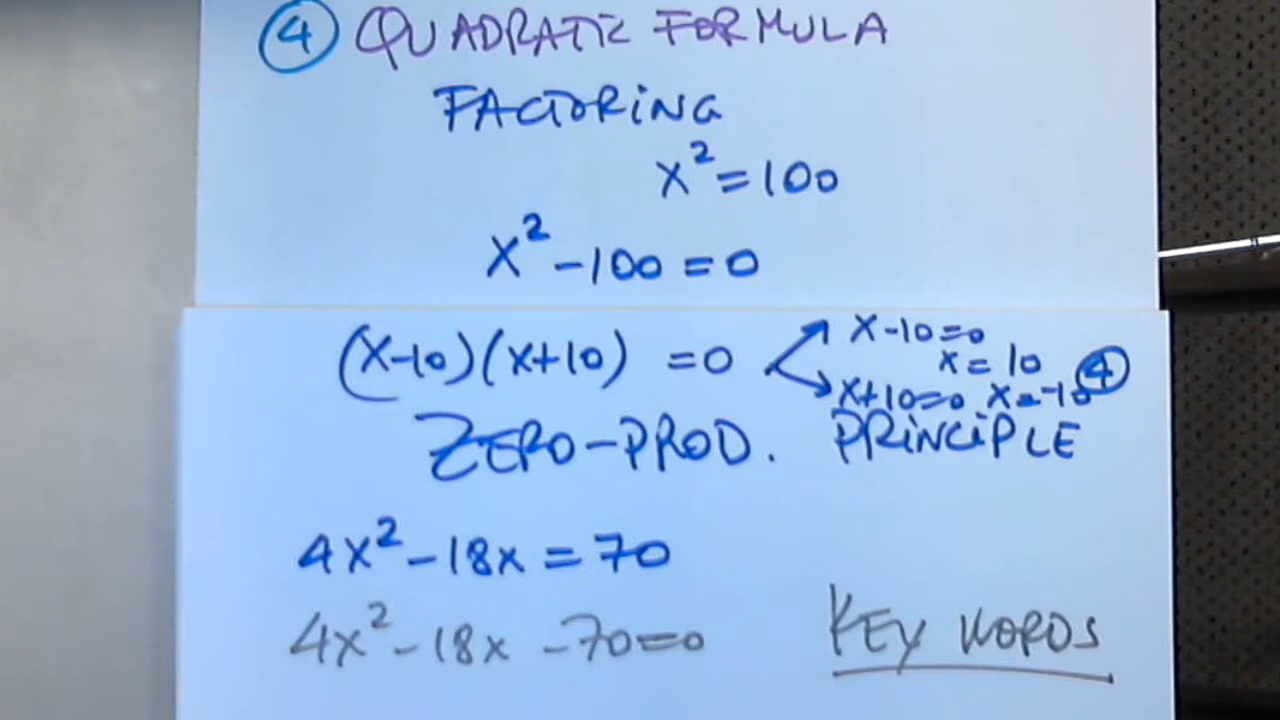 ④ QUADRATIC FORMULA
FACTORING
x² = 100
x² - 100 = 0
(x-10)(x+10) = 0
x-10=0
x = 10
x+10=0 x=-10
④
ZERO-PROD. PRINCIPLE
4x² - 18x = 70
4x² - 18x - 70 = 0
KEY WORDS